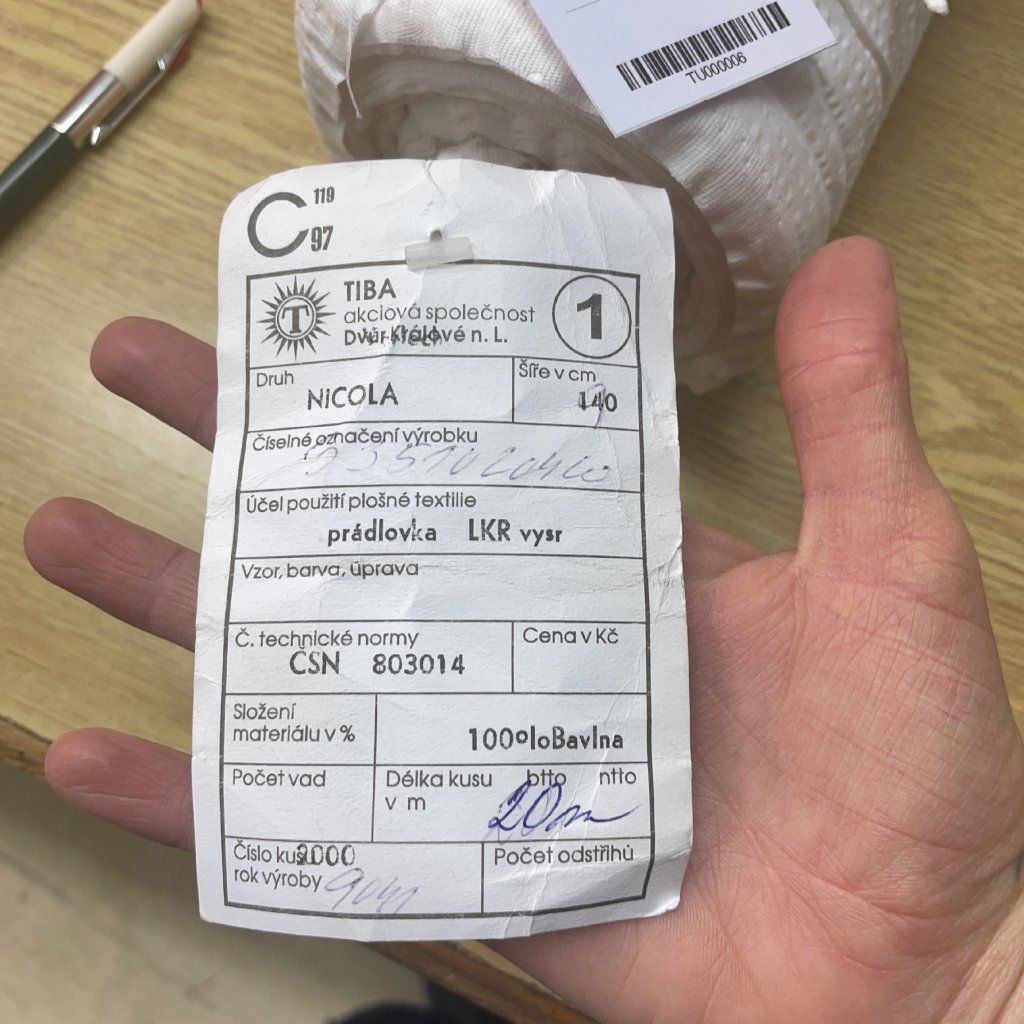 TU000006
C 119
97
T
TIBA
akciová společnost
Dvůr Králové n. L.
1
Druh
NICOLA
Šíře v cm
140
Číselné označení výrobku
Účel použití plošné textilie
prádlovka LKR vysr
Vzor, barva, úprava
Č. technické normy
ČSN 803014
Cena v Kč
Složení
materiálu v %
100%Bavlna
Počet vad
Délka kusu btto ntto
v m
20m
Číslo kusu
2000
rok výroby
Počet odstřihů